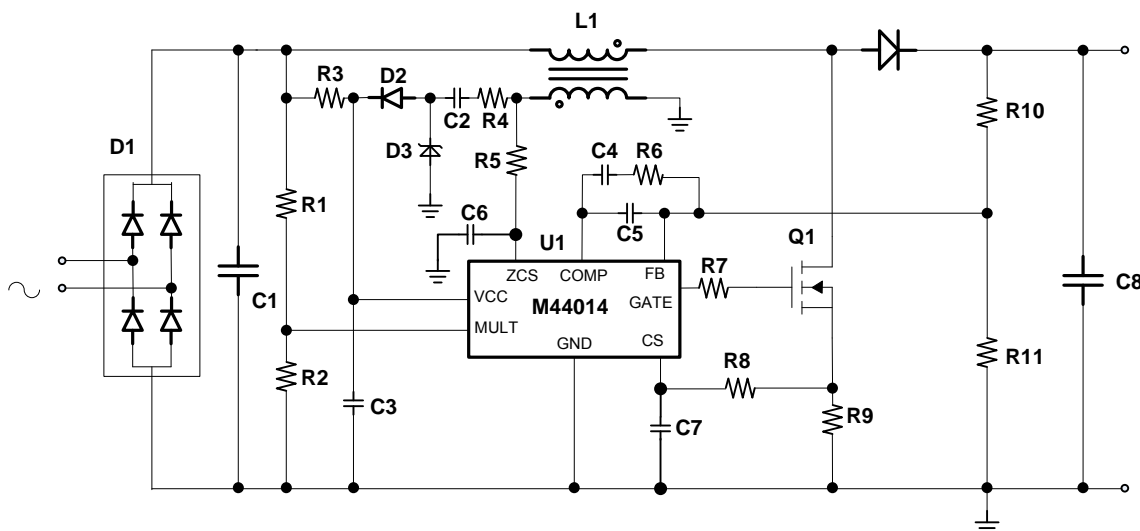 L1
R3
D2
C2
R4
R10
D3
R5
C4
R6
D1
R1
C6
C5
U1
Q1
ZCS
COMP
FB
R7
C1
VCC
M44014
GATE
C8
MULT
GND
CS
R2
R8
R11
C3
C7
R9